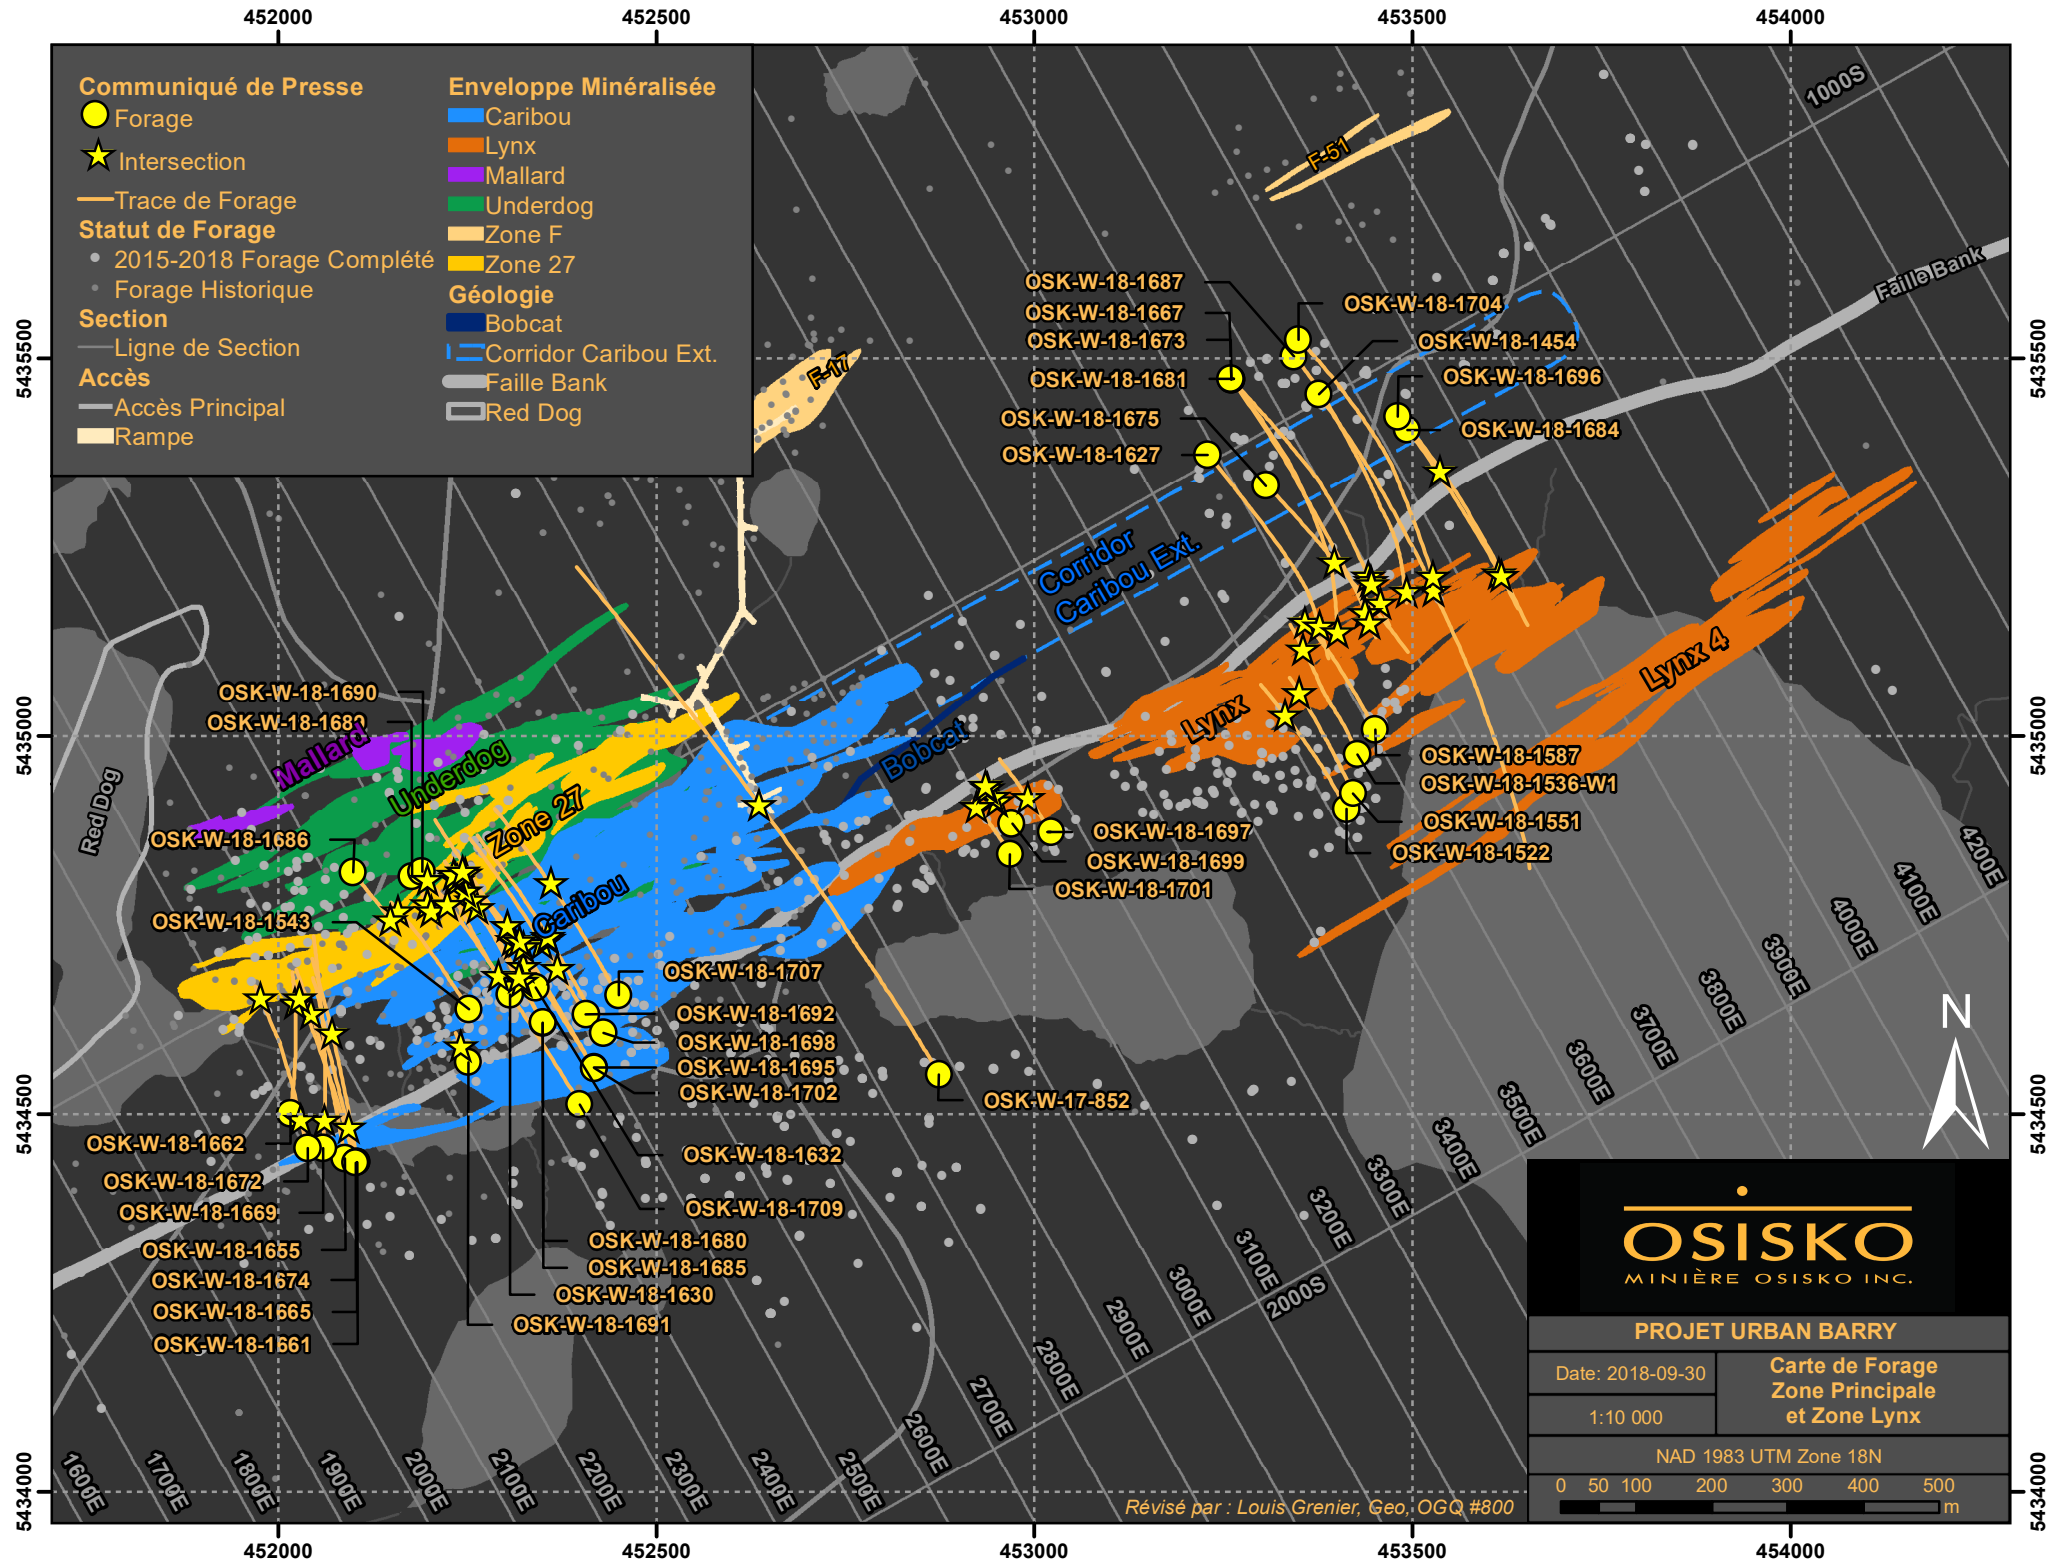 452000
452500
453000
453500
454000
Communiqué de Presse
Forage
Intersection
Trace de Forage
Statut de Forage
2015-2018 Forage Complété
Forage Historique
Section
Ligne de Section
Accès
Accès Principal
Rampe
Enveloppe Minéralisée
Caribou
Lynx
Mallard
Underdog
Zone F
Zone 27
Géologie
Bobcat
Corridor Caribou Ext.
Faille Bank
Red Dog
1000S
F-51
F-17
Faille Bank
OSK-W-18-1687
OSK-W-18-1667
OSK-W-18-1673
OSK-W-18-1681
OSK-W-18-1675
OSK-W-18-1627
OSK-W-18-1704
OSK-W-18-1454
OSK-W-18-1696
OSK-W-18-1684
5435500
5435500
Corridor
Caribou Ext.
Lynx 4
Lynx
Bobcat
OSK-W-18-1690
OSK-W-18-1689
Mallard
Underdog
Zone 27
Caribou
Red Dog
5435000
5435000
OSK-W-18-1686
OSK-W-18-1543
OSK-W-18-1587
OSK-W-18-1536-W1
OSK-W-18-1551
OSK-W-18-1522
OSK-W-18-1697
OSK-W-18-1699
OSK-W-18-1701
OSK-W-18-1707
OSK-W-18-1692
OSK-W-18-1698
OSK-W-18-1695
OSK-W-18-1702
OSK-W-17-852
OSK-W-18-1632
OSK-W-18-1709
OSK-W-18-1680
OSK-W-18-1685
OSK-W-18-1630
OSK-W-18-1691
5434500
5434500
OSK-W-18-1662
OSK-W-18-1672
OSK-W-18-1669
OSK-W-18-1655
OSK-W-18-1674
OSK-W-18-1665
OSK-W-18-1661
1600E
1700E
1800E
1900E
2000E
2100E
2200E
2300E
2400E
2500E
2600E
2700E
2800E
2900E
3000E
3100E
3200E
3300E
3400E
3500E
3600E
3700E
3800E
3900E
4000E
4100E
4200E
2000S
N
OSISKO
MINIÈRE OSISKO INC.
PROJET URBAN BARRY
Date: 2018-09-30
1:10 000
Carte de Forage
Zone Principale
et Zone Lynx
NAD 1983 UTM Zone 18N
0 50 100 200 300 400 500
m
Révisé par : Louis Grenier, Geo, OGQ #800
5434000
5434000
452000
452500
453000
453500
454000